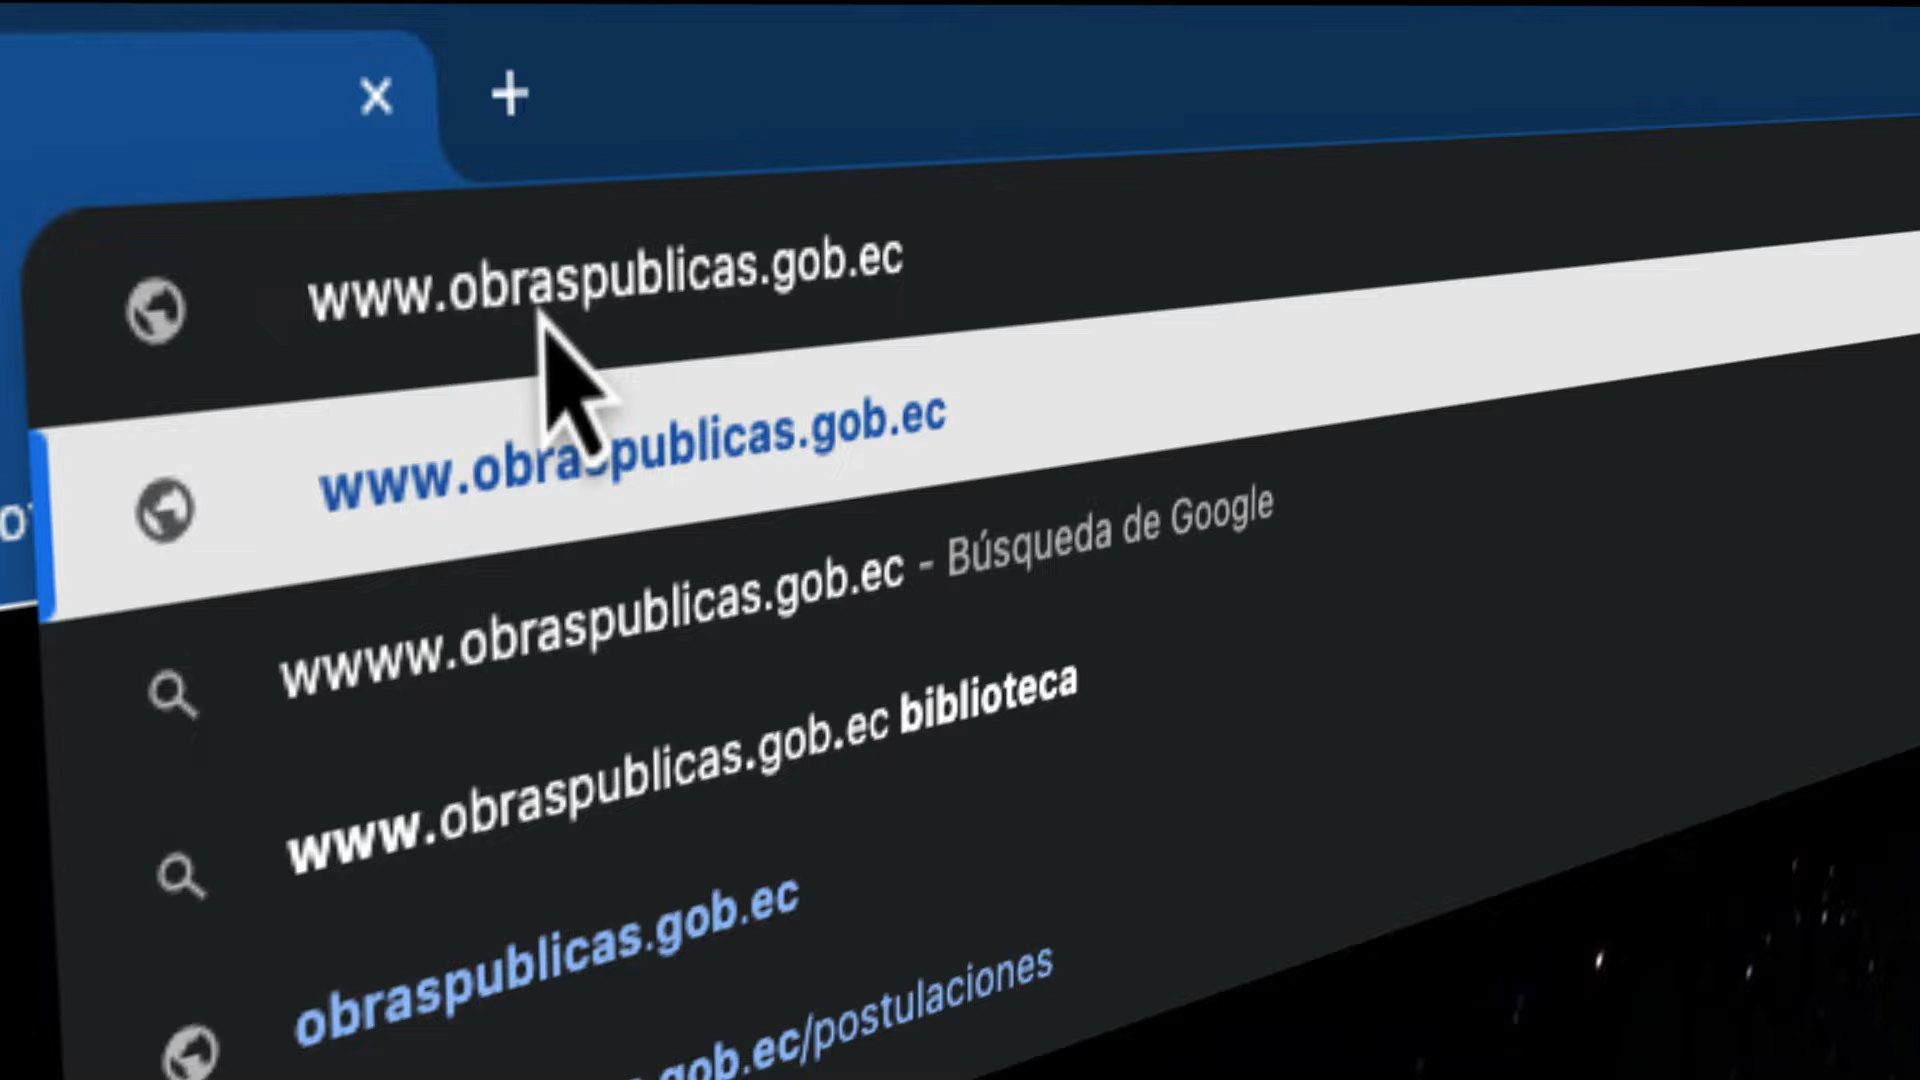 www.obraspublicas.gob.ec
www.obraspublicas.gob.ec
wwww.obraspublicas.gob.ec - Búsqueda de Google
www.obraspublicas.gob.ec biblioteca
obraspublicas.gob.ec
gob.ec/postulaciones